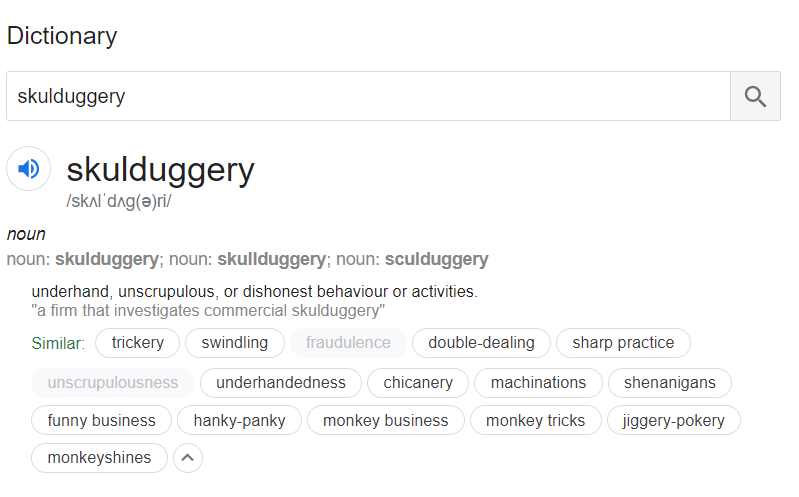 Dictionary
skulduggery
skulduggery
/skʌlˈdʌɡ(ə)ri/
noun
noun: skulduggery; noun: skullduggery; noun: sculduggery
underhand, unscrupulous, or dishonest behaviour or activities.
"a firm that investigates commercial skulduggery"
Similar: trickery swindling fraudulence double-dealing sharp practice
unscrupulousness underhandedness chicanery machinations shenanigans
funny business hanky-panky monkey business monkey tricks jiggery-pokery
monkeyshines